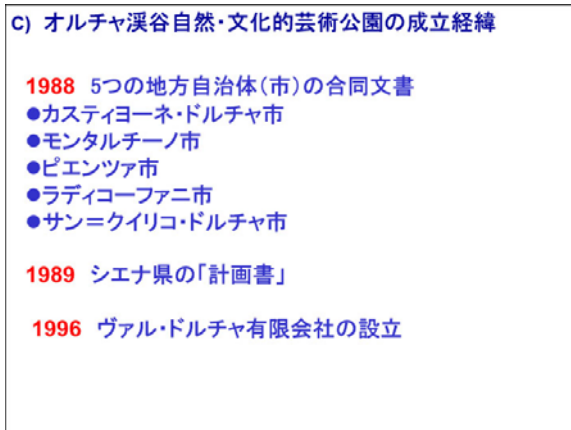 C) オルチャ渓谷自然・文化的芸術公園の成立経緯
1988 5つの地方自治体(市)の合同文書
●カスティヨーネ・ドルチャ市
●モンタルチーノ市
●ピエンツァ市
●ラディコーファニ市
●サン=クイリコ・ドルチャ市
1989 シエナ県の「計画書」
1996 ヴァル・ドルチャ有限会社の設立